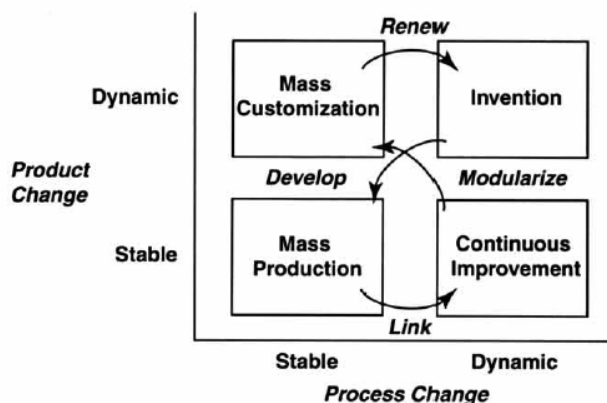 Renew
Dynamic
Mass
Customization
Invention
Product
Change
Develop
Modularize
Stable
Mass
Production
Continuous
Improvement
Link
Stable
Dynamic
Process Change